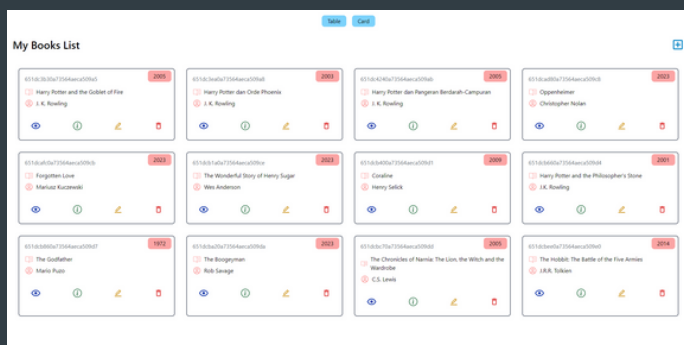 Table Card
My Books List
2005
Harry Potter and the Goblet of Fire
J. K. Rowling
2003
Harry Potter dan Orde Phoenix
J. K. Rowling
2005
Harry Potter dan Pangeran Berdarah-Campuran
J. K. Rowling
2023
Oppenheimer
Christopher Nolan
2023
Forgotten Love
Mariusz Kuczewski
2023
The Wonderful Story of Henry Sugar
Wes Anderson
2009
Coraline
Henry Selick
2001
Harry Potter and the Philosopher's Stone
J.K. Rowling
1972
The Godfather
Mario Puzo
2023
The Boogeyman
Rob Savage
2005
The Chronicles of Narnia: The Lion, the Witch and the
Wardrobe
C.S. Lewis
2014
The Hobbit: The Battle of the Five Armies
J.R.R. Tolkien